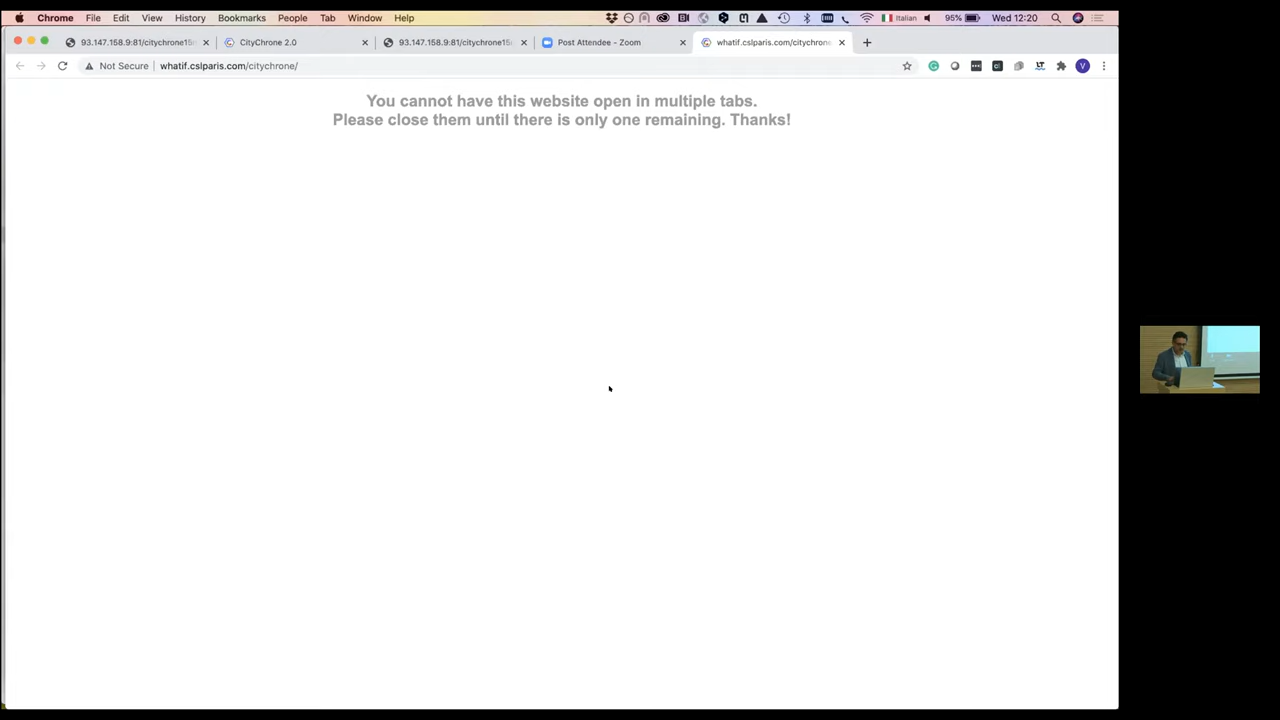 Chrome File Edit View History Bookmarks People Tab Window Help Italian 95% Wed 12:20
93.147.158.9:81/citychrone15 CityChrone 2.0 93.147.158.9:81/citychrone15 Post Attendee - Zoom whatif.cslparis.com/citychrone
Not Secure whatif.cslparis.com/citychrone/ V
You cannot have this website open in multiple tabs.
Please close them until there is only one remaining. Thanks!